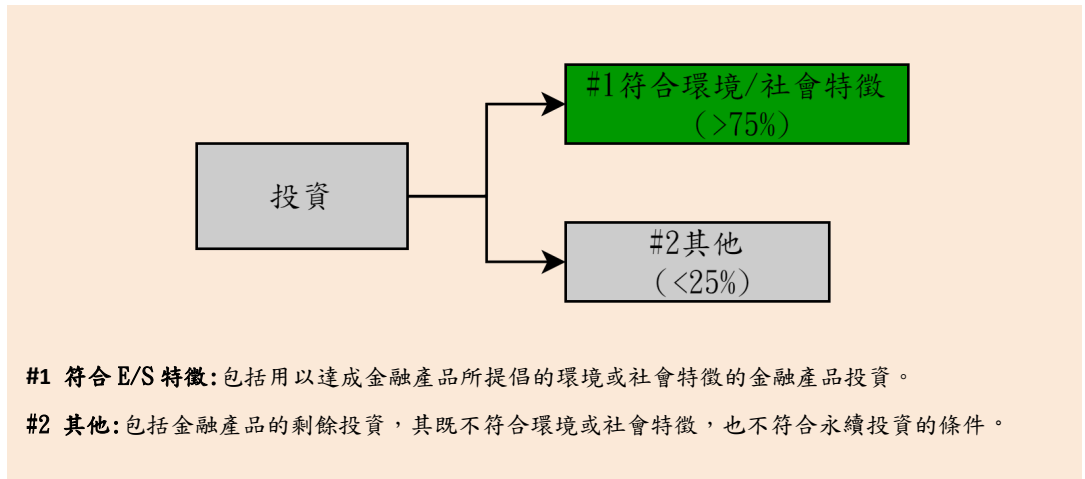 #1符合環境/社會特徵
(>75%)
投資
#2其他
(<25%)
#1 符合 E/S 特徵:包括用以達成金融產品所提倡的環境或社會特徵的金融產品投資。
#2 其他:包括金融產品的剩餘投資，其既不符合環境或社會特徵，也不符合永續投資的條件。